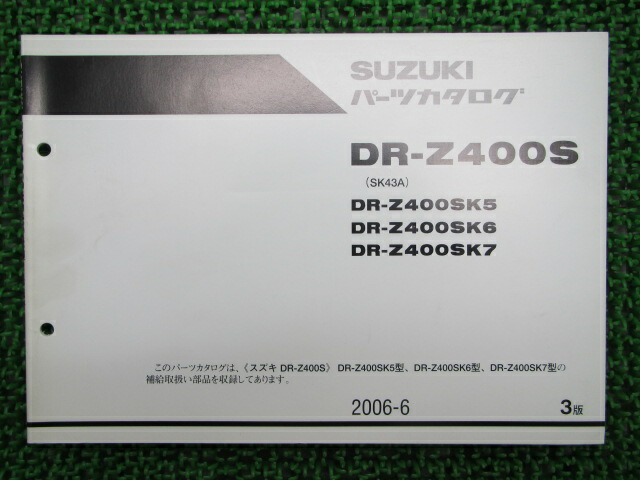 SUZUKI
パーツカタログ
DR-Z400S
(SK43A)
DR-Z400SK5
DR-Z400SK6
DR-Z400SK7
このパーツカタログは、《スズキ DR-Z400S》 DR-Z400SK5型、DR-Z400SK6型、DR-Z400SK7型の
補給取扱い部品を収録してあります。
2006-6
3版